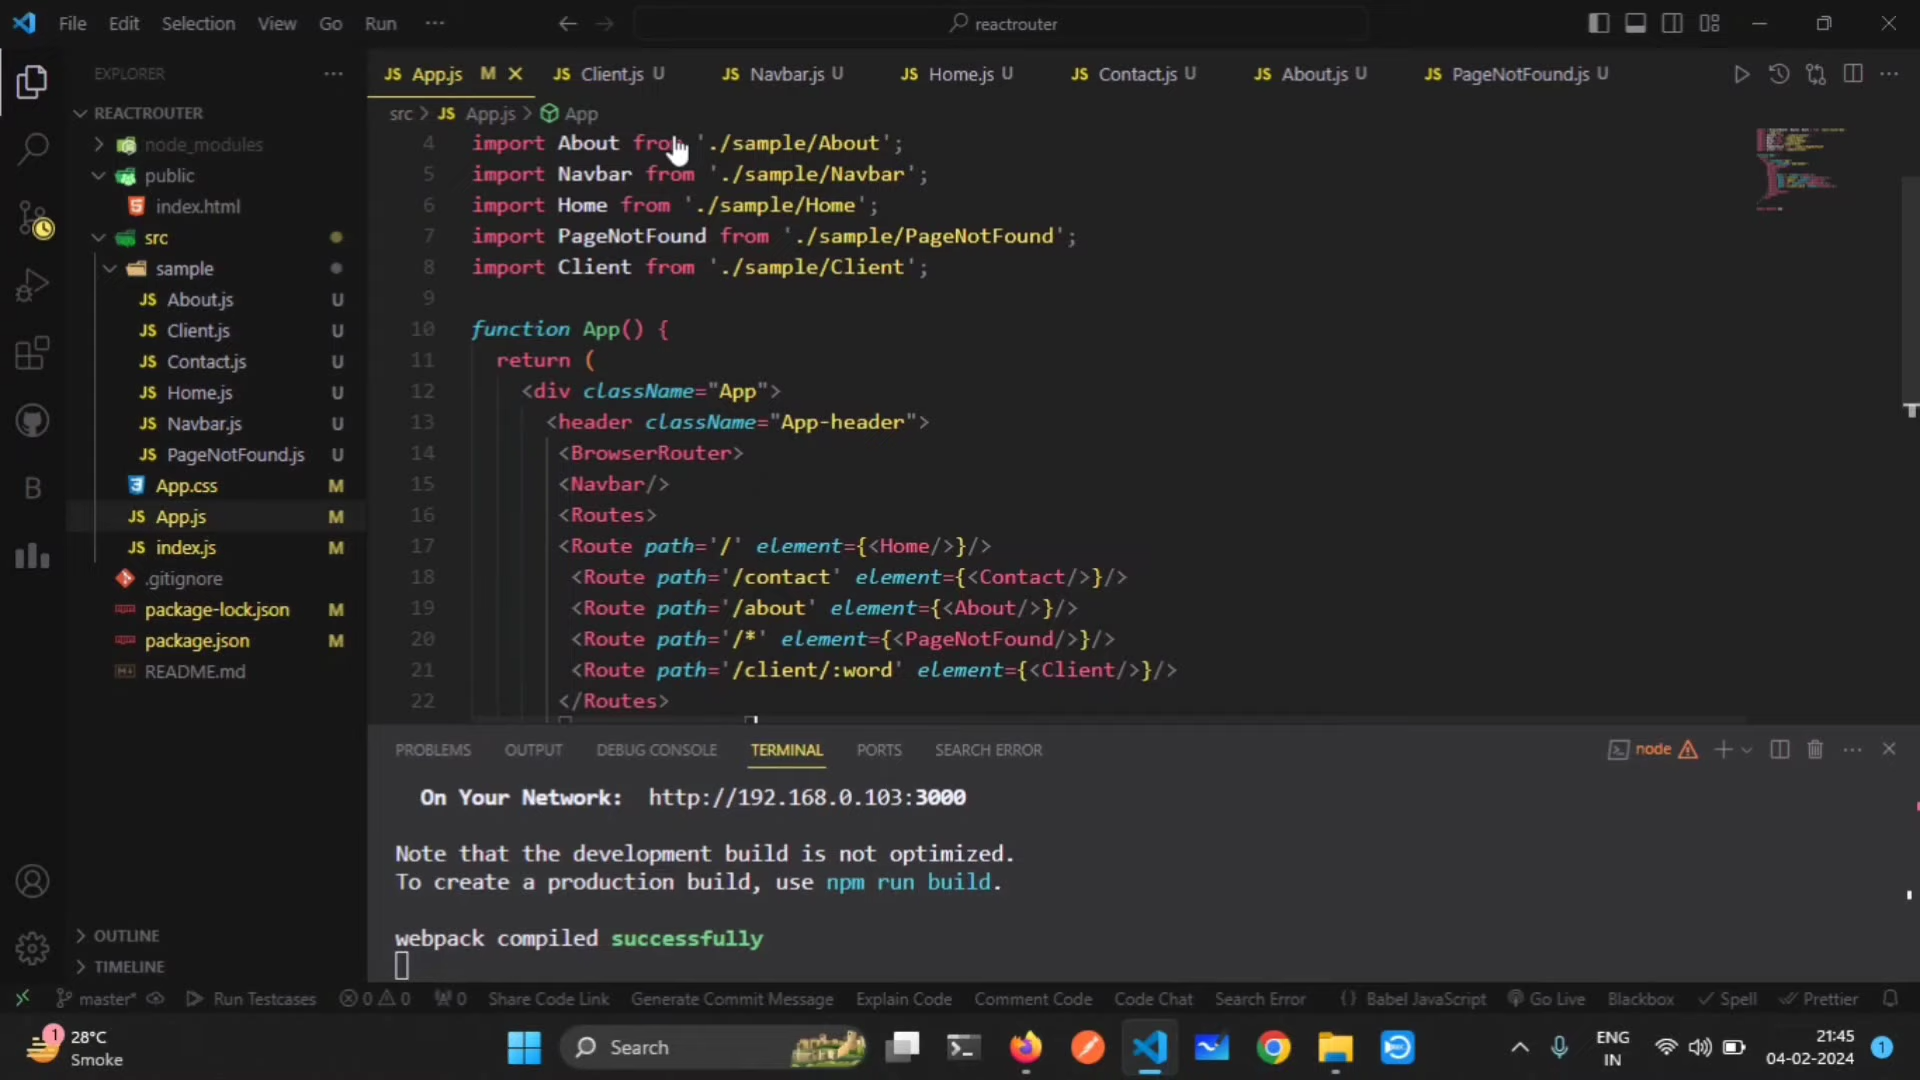 File Edit Selection View Go Run ··· reactrouter
EXPLORER ···
REACTROUTER
node_modules
public
index.html
src
sample
About.js U
Client.js U
Contact.js U
Home.js U
Navbar.js U
PageNotFound.js U
App.css M
App.js M
index.js M
.gitignore
package-lock.json M
package.json M
README.md
OUTLINE
TIMELINE
JS App.js M JS Client.js U JS Navbar.js U JS Home.js U JS Contact.js U JS About.js U JS PageNotFound.js U
src > JS App.js > App
4 import About from './sample/About';
5 import Navbar from './sample/Navbar';
6 import Home from './sample/Home';
7 import PageNotFound from './sample/PageNotFound';
8 import Client from './sample/Client';
9
10 function App() {
11 return (
12 <div className="App">
13 <header className="App-header">
14 <BrowserRouter>
15 <Navbar/>
16 <Routes>
17 <Route path='/' element={<Home/>}/>
18 <Route path='/contact' element={<Contact/>}/>
19 <Route path='/about' element={<About/>}/>
20 <Route path='/*' element={<PageNotFound/>}/>
21 <Route path='/client/:word' element={<Client/>}/>
22 </Routes>
PROBLEMS OUTPUT DEBUG CONSOLE TERMINAL PORTS SEARCH ERROR node
On Your Network: http://192.168.0.103:3000
Note that the development build is not optimized.
To create a production build, use npm run build.
webpack compiled successfully
master* Run Testcases 0 0 0 Share Code Link Generate Commit Message Explain Code Comment Code Code Chat Search Error {} Babel JavaScript Go Live Blackbox Spell Prettier
1 28°C
Smoke
Search
ENG
IN
21:45
04-02-2024
1